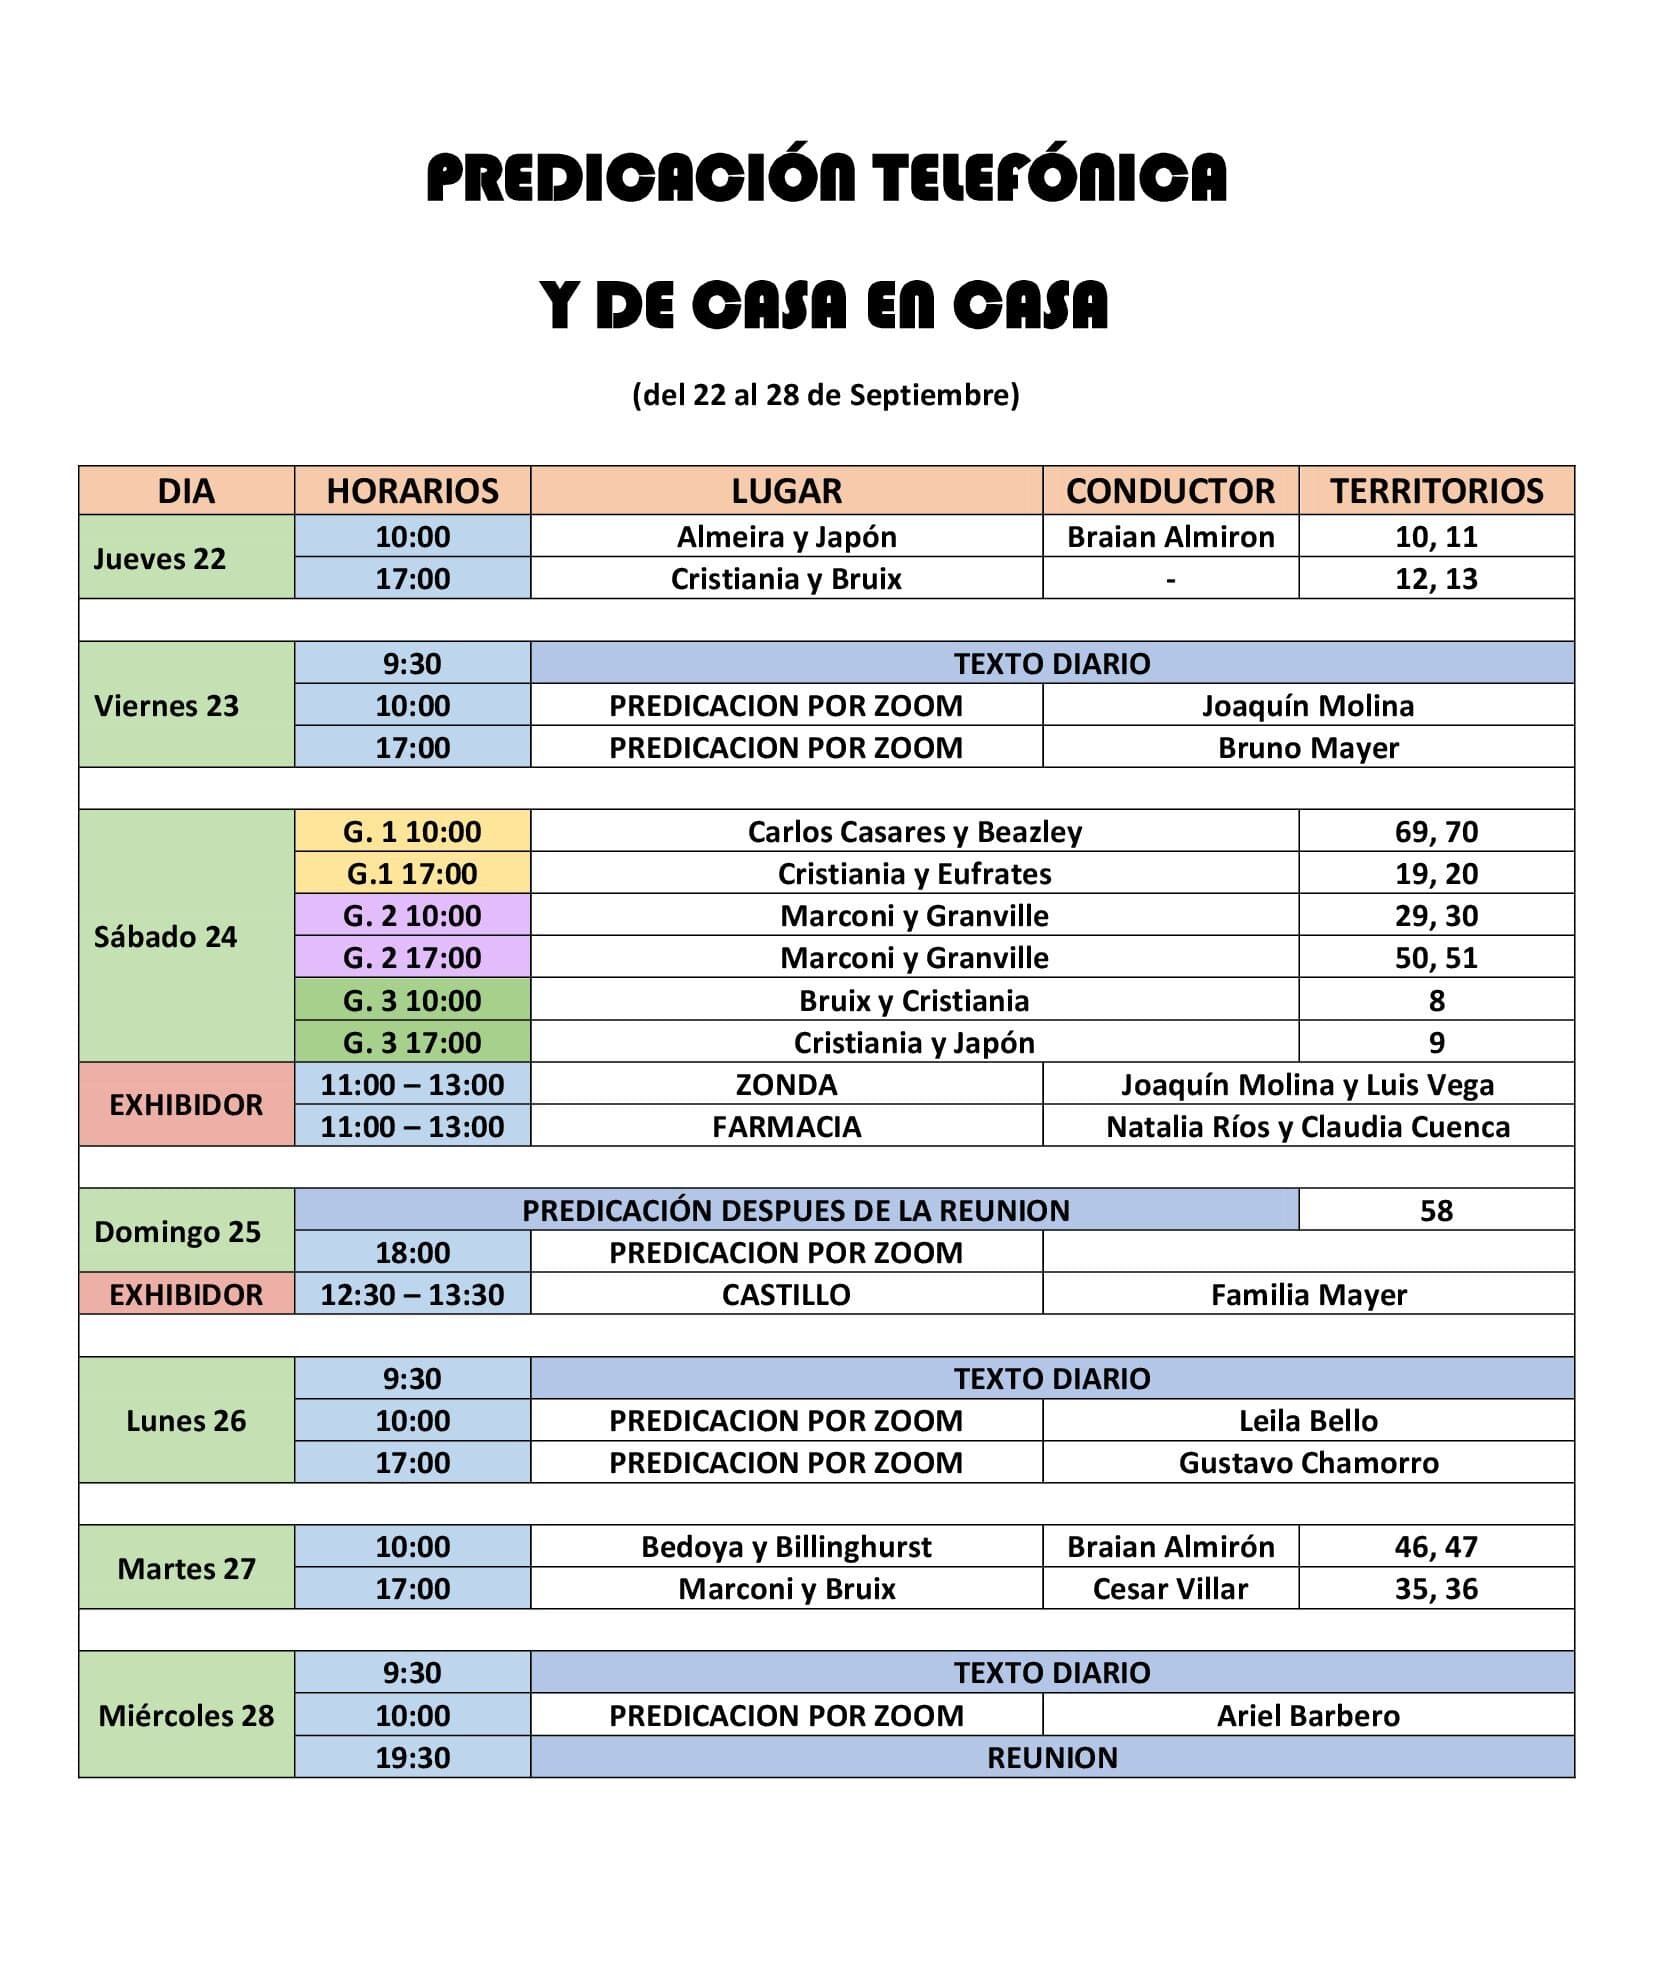 PREDICACIÓN TELEFÓNICA
Y DE CASA EN CASA
(del 22 al 28 de Septiembre)
DIA HORARIOS LUGAR CONDUCTOR TERRITORIOS
Jueves 22
10:00 Almeira y Japón Braian Almiron 10, 11
17:00 Cristiania y Bruix - 12, 13
Viernes 23
9:30 TEXTO DIARIO
10:00 PREDICACION POR ZOOM Joaquín Molina
17:00 PREDICACION POR ZOOM Bruno Mayer
Sábado 24
G. 1 10:00 Carlos Casares y Beazley 69, 70
G.1 17:00 Cristiania y Eufrates 19, 20
G. 2 10:00 Marconi y Granville 29, 30
G. 2 17:00 Marconi y Granville 50, 51
G. 3 10:00 Bruix y Cristiania 8
G. 3 17:00 Cristiania y Japón 9
EXHIBIDOR
11:00 – 13:00 ZONDA Joaquín Molina y Luis Vega
11:00 – 13:00 FARMACIA Natalia Ríos y Claudia Cuenca
Domingo 25
PREDICACIÓN DESPUES DE LA REUNION 58
18:00 PREDICACION POR ZOOM
EXHIBIDOR 12:30 – 13:30 CASTILLO Familia Mayer
Lunes 26
9:30 TEXTO DIARIO
10:00 PREDICACION POR ZOOM Leila Bello
17:00 PREDICACION POR ZOOM Gustavo Chamorro
Martes 27
10:00 Bedoya y Billinghurst Braian Almirón 46, 47
17:00 Marconi y Bruix Cesar Villar 35, 36
Miércoles 28
9:30 TEXTO DIARIO
10:00 PREDICACION POR ZOOM Ariel Barbero
19:30 REUNION